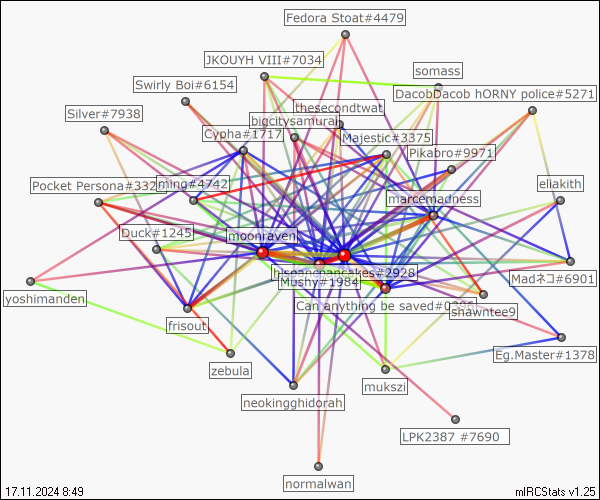 Fedora Stoat#4479
JKOUYH VIII#7034
somass
Swirly Boi#6154
DacobDacob hORNY police#5271
thesecondtwat
Silver#7938
bigcitysamurai
Cypha#1717
Majestic#3375
Pikabro#9971
Pocket Persona#332
ming#4742
eliakith
marcemadness
Duck#1245
moonraven
hispanicpancakes#2928
Mushy#1984
Madネコ#6901
yoshimanden
Can anything be saved
shawntee9
frisout
Eg.Master#1378
zebula
mukszi
neokingghidorah
LPK2387 #7690
normalwan
17.11.2024 8:49
mIRCStats v1.25